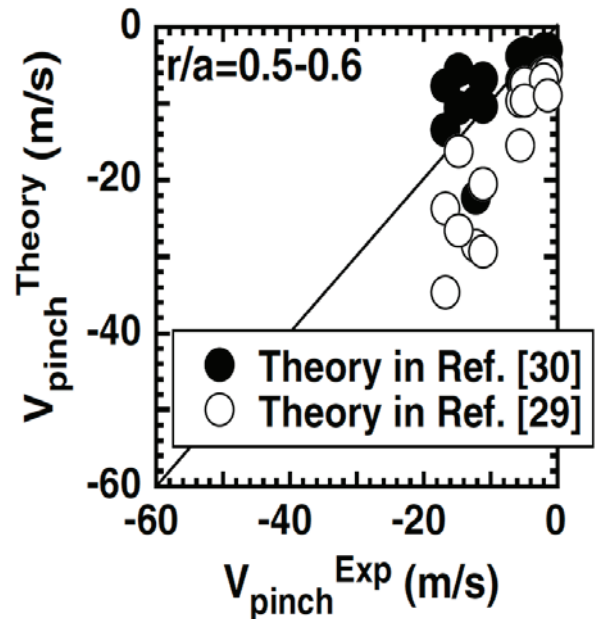 0
r/a=0.5-0.6
-20
-40
-60
V_pinch^Theory (m/s)
Theory in Ref. [30]
Theory in Ref. [29]
-60
-40
-20
0
V_pinch^Exp (m/s)